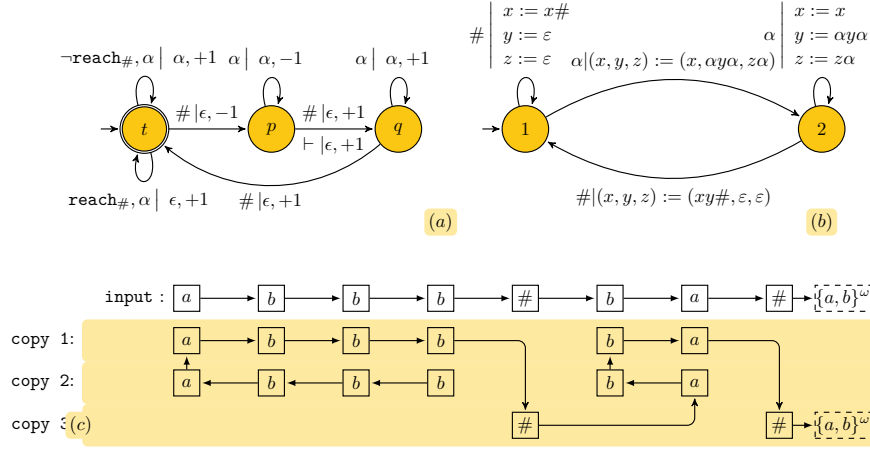 ¬reach#, α | α, +1
α | α, −1
α | α, +1
t
# | ϵ, −1
p
# | ϵ, +1
⊢ | ϵ, +1
q
reach#, α | ϵ, +1
# | ϵ, +1
(a)
# | x := x#
y := ε
z := ε
α|(x, y, z) := (x, αyα, zα)
α | x := x
y := αyα
z := zα
1
2
#|(x, y, z) := (xy#, ε, ε)
(b)
input : a b b b # b a # {a, b}ω
copy 1: a b b b b a
copy 2: a b b b b a
copy 3 (c) # # {a, b}ω